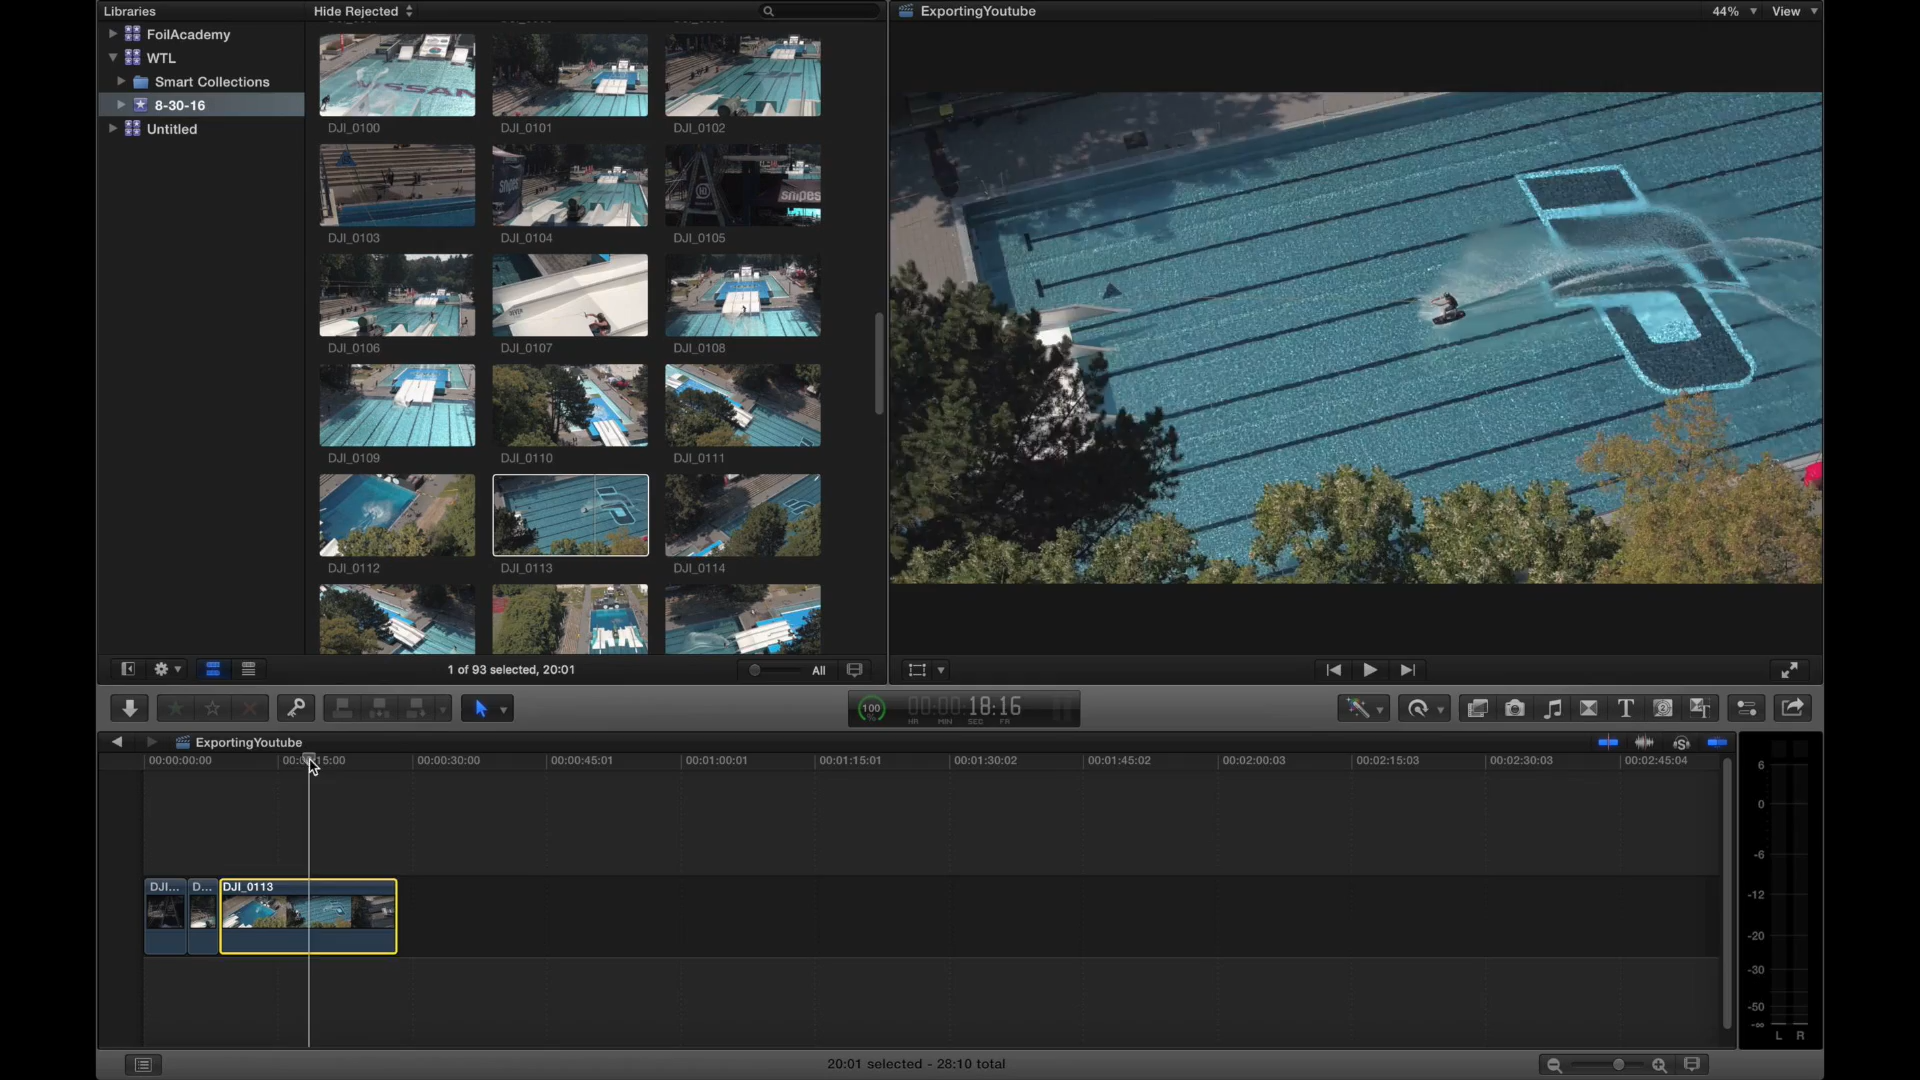 Libraries
Hide Rejected
ExportingYoutube
44%
View
FoilAcademy
WTL
Smart Collections
8-30-16
Untitled
NISSAN
DJI_0100
DJI_0101
DJI_0102
snipes
snipes
DJI_0103
DJI_0104
DJI_0105
DJI_0106
DJI_0107
DJI_0108
DJI_0109
DJI_0110
DJI_0111
DJI_0112
DJI_0113
DJI_0114
1 of 93 selected, 20:01
All
100
%
00:00:18:16
HR MIN SEC FR
ExportingYoutube
00:00:00:00
00:00:15:00
00:00:30:00
00:00:45:01
00:01:00:01
00:01:15:01
00:01:30:02
00:01:45:02
00:02:00:03
00:02:15:03
00:02:30:03
00:02:45:04
DJI...
D...
DJI_0113
6
0
-6
-12
-20
-30
-50
-∞
L R
20:01 selected - 28:10 total